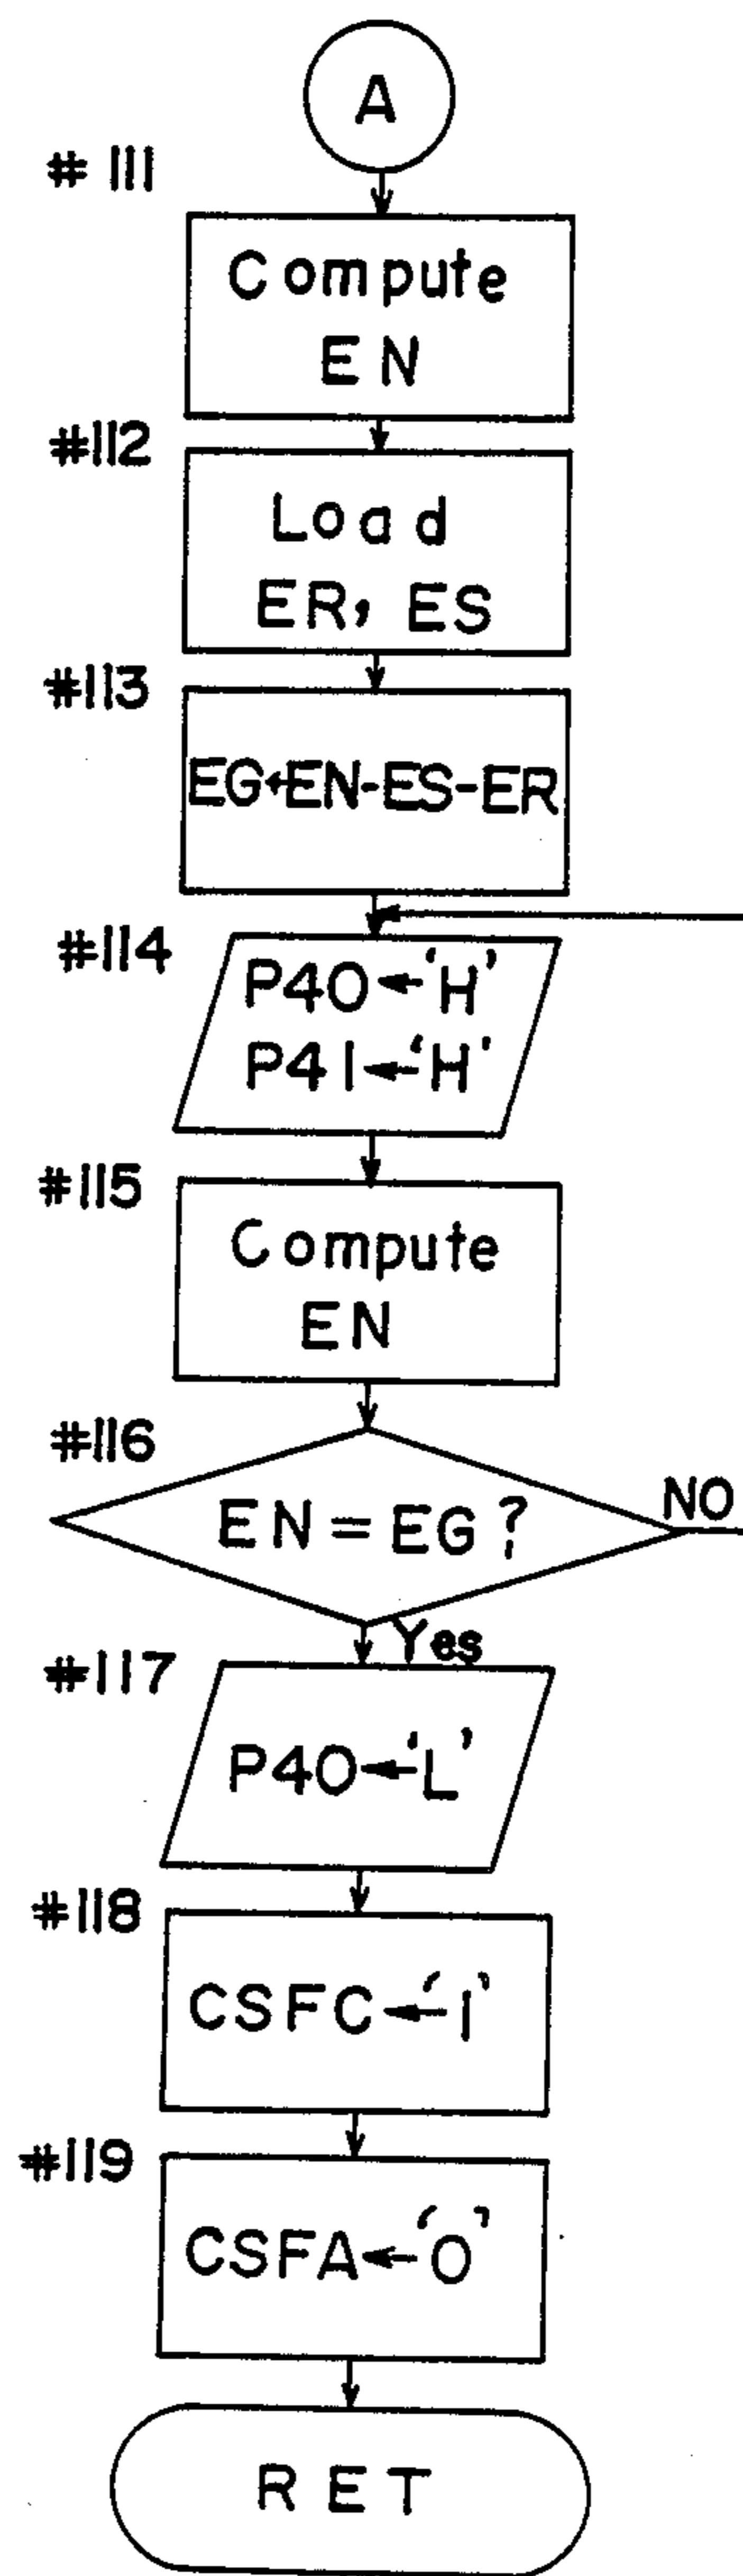 A
#111
Compute
EN
#112
Load
ER, ES
#113
EG←EN-ES-ER
#114
P40←'H'
P41←'H'
#115
Compute
EN
#116
EN=EG?
NO
Yes
#117
P40←'L'
#118
CSFC←'1'
#119
CSFA←'0'
RET